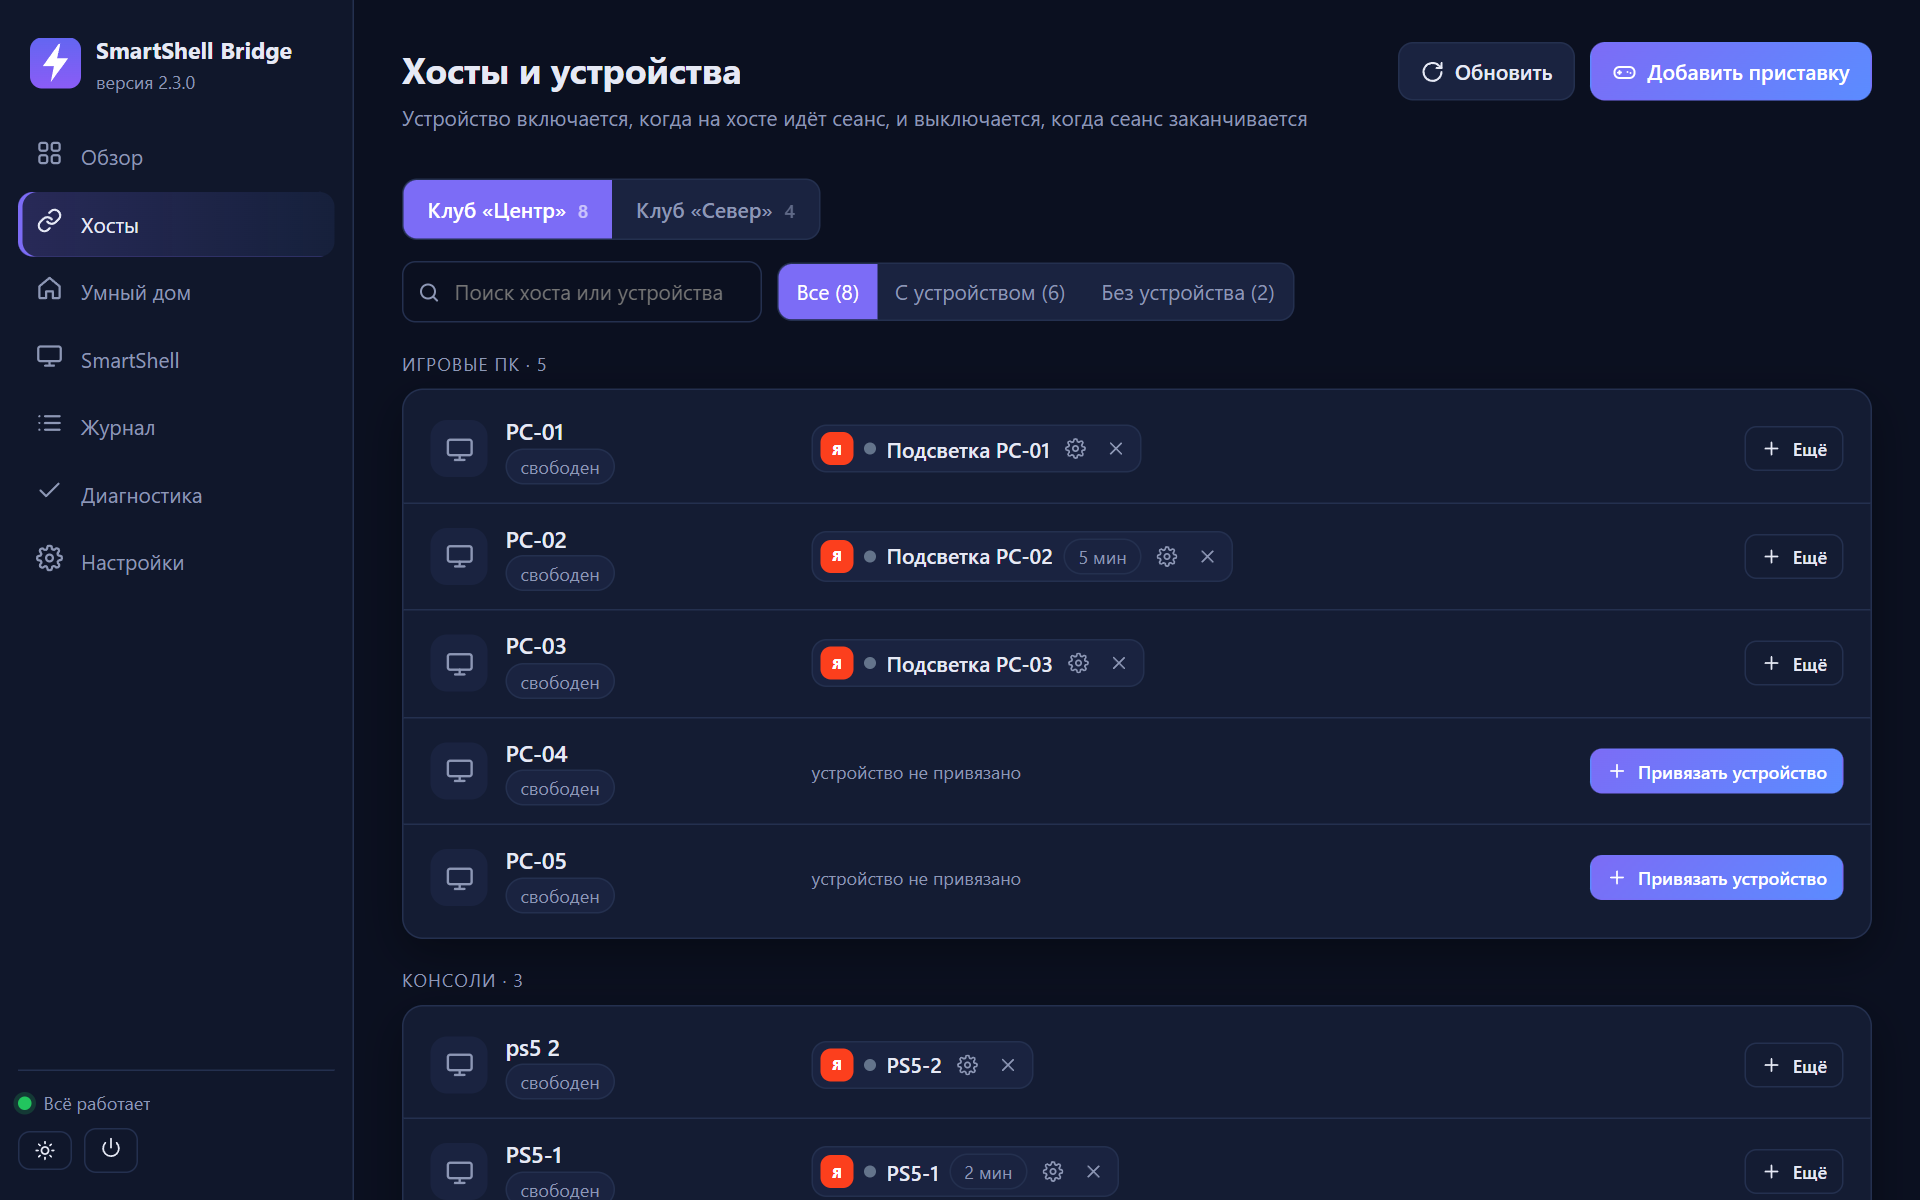 SmartShell Bridge
версия 2.3.0
Обзор
Хосты
Умный дом
SmartShell
Журнал
Диагностика
Настройки
Всё работает
Хосты и устройства
Устройство включается, когда на хосте идёт сеанс, и выключается, когда сеанс заканчивается
Обновить
Добавить приставку
Клуб «Центр» 8
Клуб «Север» 4
Поиск хоста или устройства
Все (8)
С устройством (6)
Без устройства (2)
ИГРОВЫЕ ПК · 5
PC-01
свободен
Я Подсветка PC-01
Ещё
PC-02
свободен
Я Подсветка PC-02 5 мин
Ещё
PC-03
свободен
Я Подсветка PC-03
Ещё
PC-04
свободен
устройство не привязано
Привязать устройство
PC-05
свободен
устройство не привязано
Привязать устройство
КОНСОЛИ · 3
ps5 2
свободен
Я PS5-2
Ещё
PS5-1
свободен
Я PS5-1 2 мин
Ещё